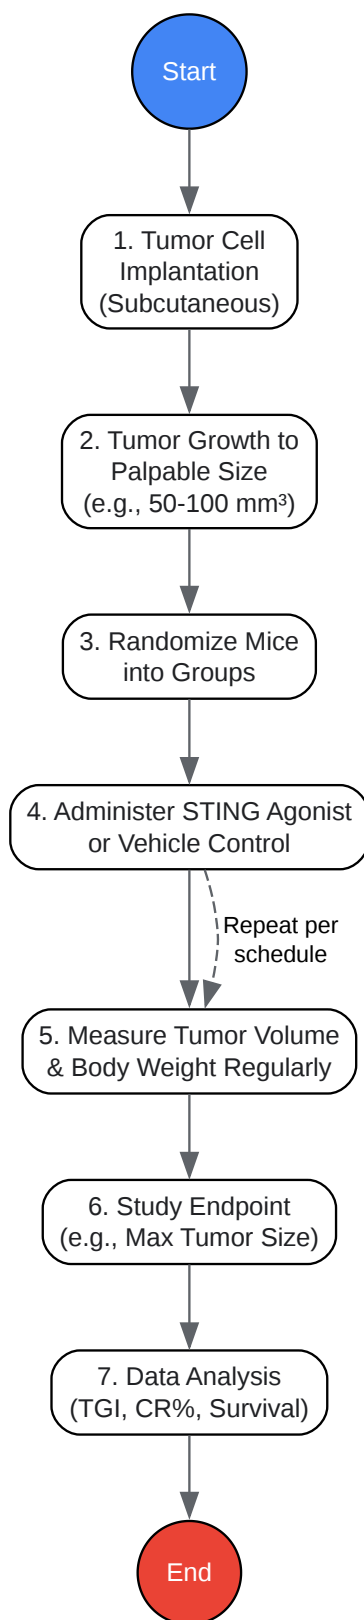 Start
1. Tumor Cell
Implantation
(Subcutaneous)
2. Tumor Growth to
Palpable Size
(e.g., 50-100 mm³)
3. Randomize Mice
into Groups
4. Administer STING Agonist
or Vehicle Control
Repeat per
schedule
5. Measure Tumor Volume
& Body Weight Regularly
6. Study Endpoint
(e.g., Max Tumor Size)
7. Data Analysis
(TGI, CR%, Survival)
End